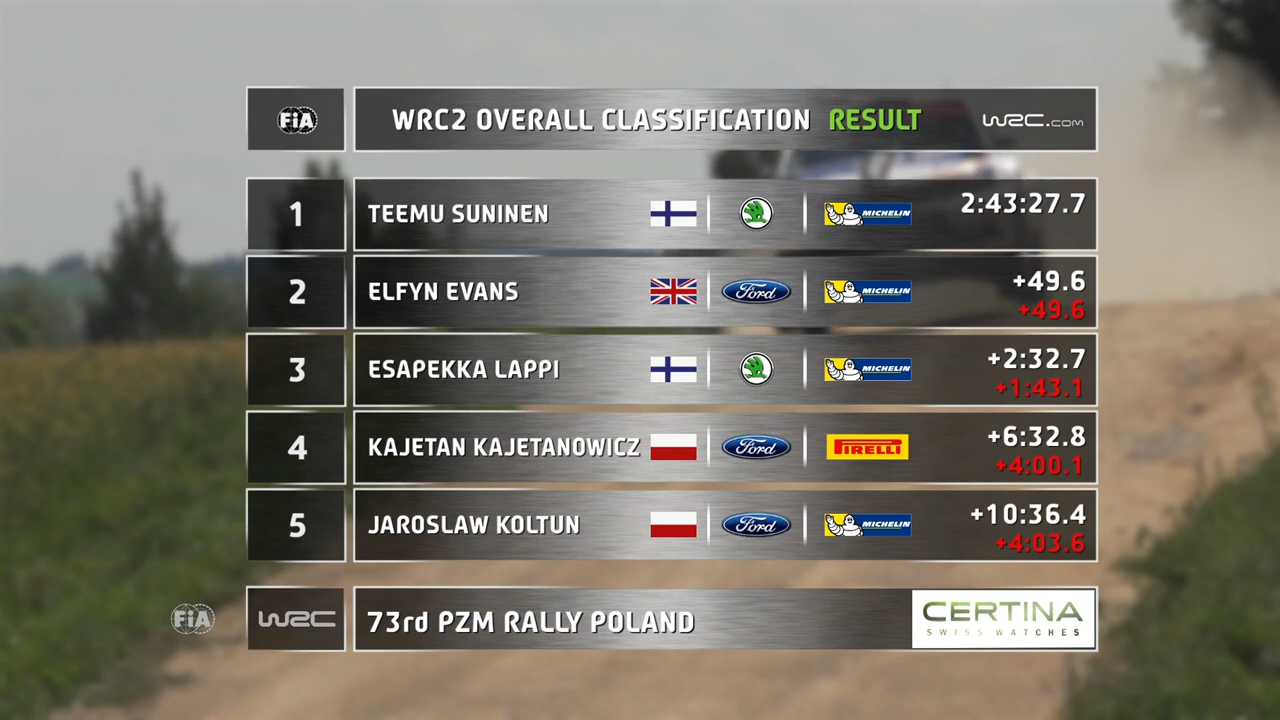 FiA WRC2 OVERALL CLASSIFICATION RESULT WRC.com
1 TEEMU SUNINEN MICHELIN 2:43:27.7
2 ELFYN EVANS Ford MICHELIN +49.6
+49.6
3 ESAPEKKA LAPPI MICHELIN +2:32.7
+1:43.1
4 KAJETAN KAJETANOWICZ Ford PIRELLI +6:32.8
+4:00.1
5 JAROSLAW KOLTUN Ford MICHELIN +10:36.4
+4:03.6
FiA WRC 73rd PZM RALLY POLAND CERTINA
SWISS WATCHES